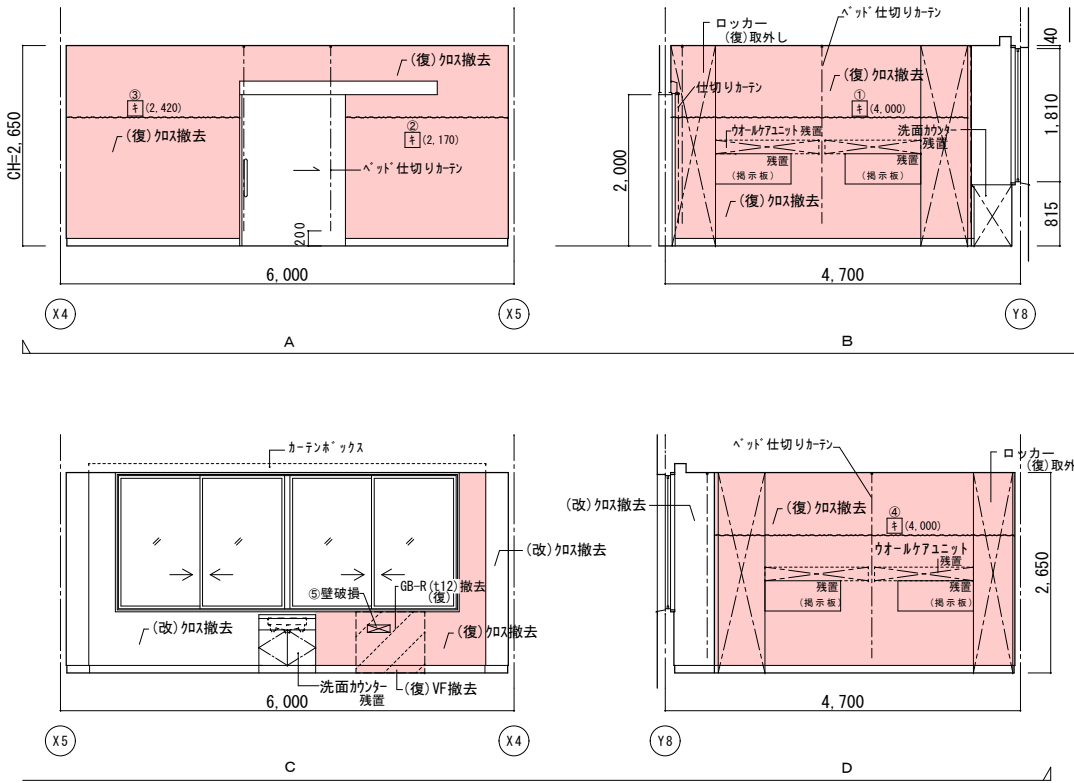 (復)クロス撤去
③
キ (2,420)
(復)クロス撤去
②
キ (2,170)
ベッド仕切りカーテン
CH=2,650
200
6,000
X4
X5
A
ベッド仕切りカーテン
ロッカー
(復)取外し
仕切りカーテン
(復)クロス撤去
①
キ (4,000)
ウオールケアユニット 残置
洗面カウンター
残置
残置
残置
(掲示板)
(掲示板)
(復)クロス撤去
2,000
40
1,810
815
4,700
Y8
B
カーテンボックス
(改)クロス撤去
GB-R(t12)撤去
(復)
⑤壁破損
(改)クロス撤去
(復)クロス撤去
洗面カウンター
残置
(復)VF撤去
6,000
X5
X4
C
ベッド仕切りカーテン
ロッカー
(復)取外
(改)クロス撤去
(復)クロス撤去
④
キ (4,000)
ウオールケアユニット
残置
残置
残置
(掲示板)
(掲示板)
2,650
4,700
Y8
D